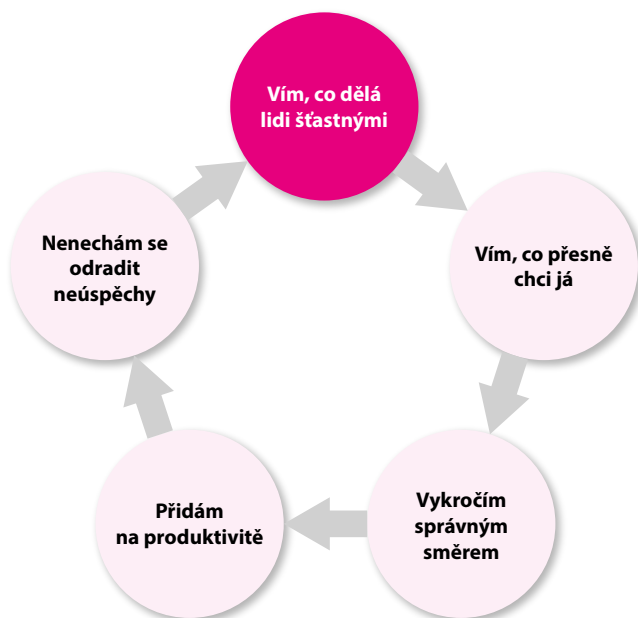 Vím, co dělá
lidi šťastnými
Vím, co přesně
chci já
Vykročím
správným
směrem
Přidám
na produktivitě
Nenechám se
odradit
neúspěchy